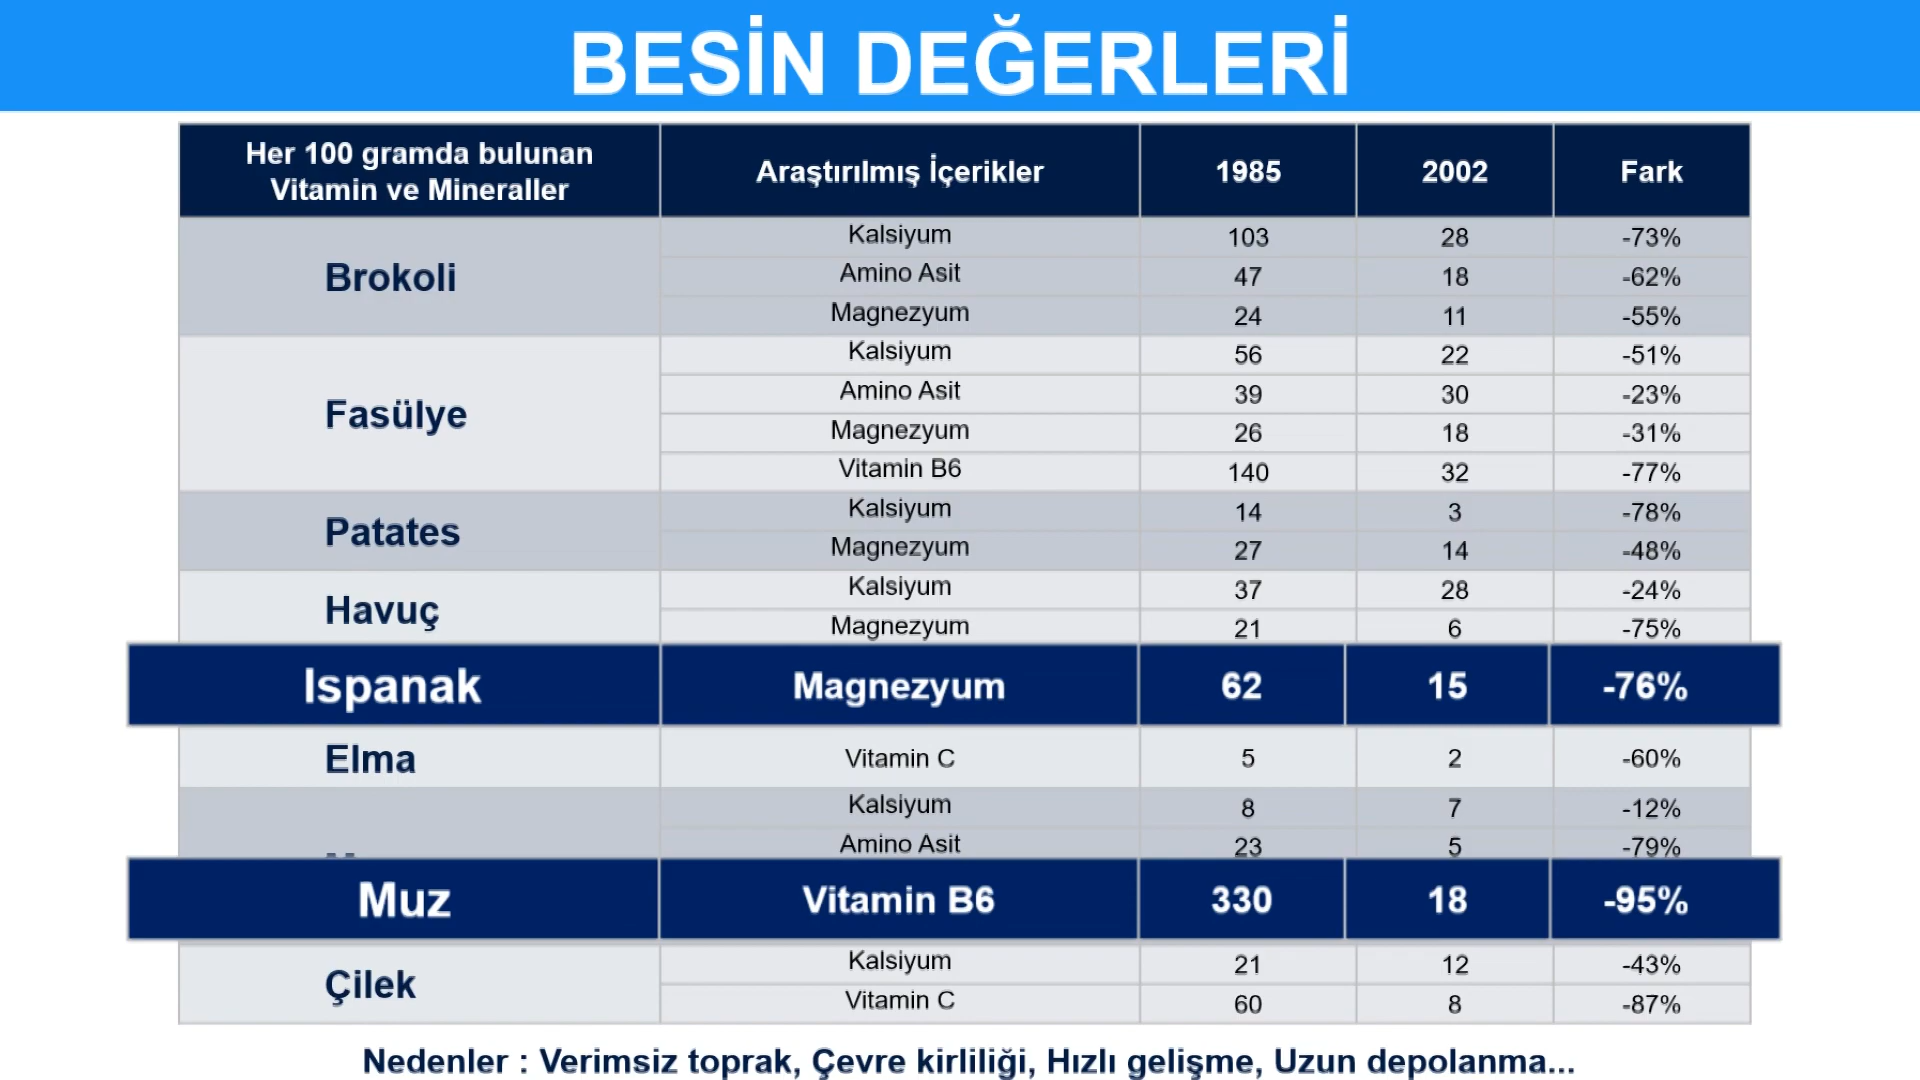 BESİN DEĞERLERİ
Her 100 gramda bulunan
Vitamin ve Mineraller
Araştırılmış İçerikler 1985 2002 Fark
Brokoli
Kalsiyum 103 28 -73%
Amino Asit 47 18 -62%
Magnezyum 24 11 -55%
Fasülye
Kalsiyum 56 22 -51%
Amino Asit 39 30 -23%
Magnezyum 26 18 -31%
Vitamin B6 140 32 -77%
Patates
Kalsiyum 14 3 -78%
Magnezyum 27 14 -48%
Havuç
Kalsiyum 37 28 -24%
Magnezyum 21 6 -75%
Ispanak Magnezyum 62 15 -76%
Elma Vitamin C 5 2 -60%
Kalsiyum 8 7 -12%
Amino Asit 23 5 -79%
Muz Vitamin B6 330 18 -95%
Çilek
Kalsiyum 21 12 -43%
Vitamin C 60 8 -87%
Nedenler : Verimsiz toprak, Çevre kirliliği, Hızlı gelişme, Uzun depolanma...